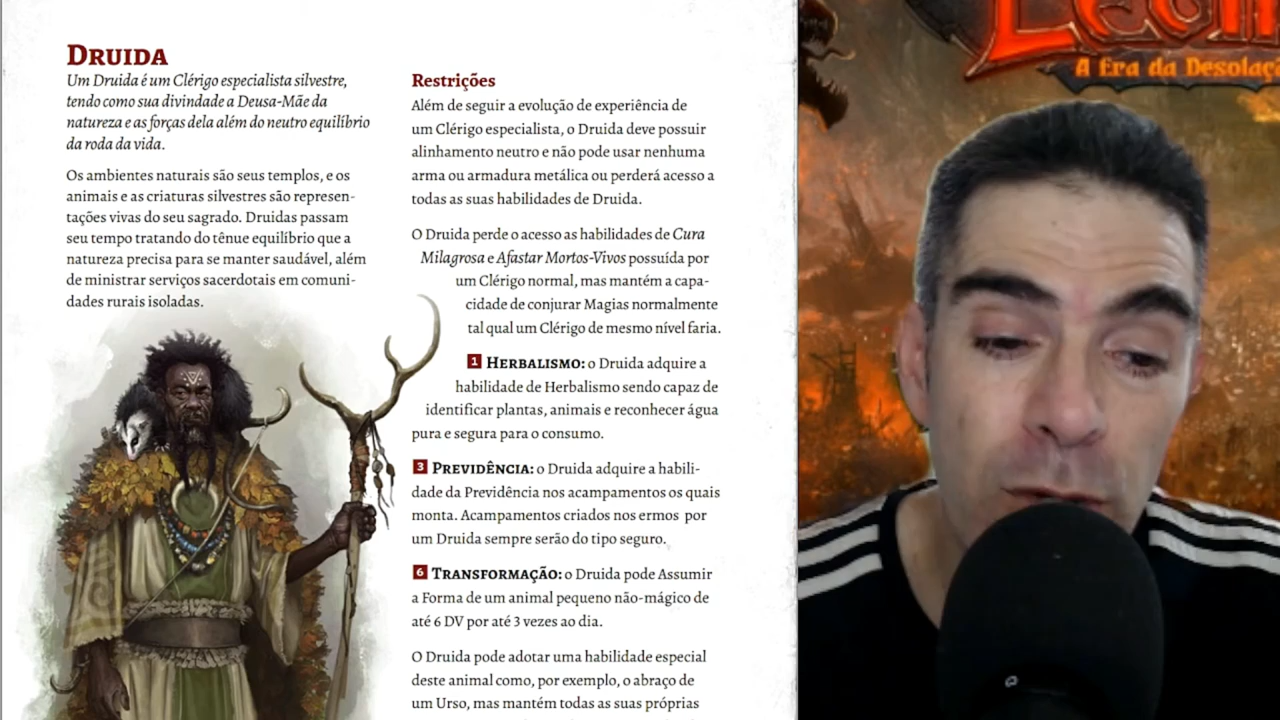 DRUIDA
Um Druida é um Clérigo especialista silvestre,
tendo como sua divindade a Deusa-Mãe da
natureza e as forças dela além do neutro equilíbrio
da roda da vida.
Os ambientes naturais são seus templos, e os
animais e as criaturas silvestres são represen-
tações vivas do seu sagrado. Druidas passam
seu tempo tratando do tênue equilíbrio que a
natureza precisa para se manter saudável, além
de ministrar serviços sacerdotais em comuni-
dades rurais isoladas.
Restrições
Além de seguir a evolução de experiência de
um Clérigo especialista, o Druida deve possuir
alinhamento neutro e não pode usar nenhuma
arma ou armadura metálica ou perderá acesso a
todas as suas habilidades de Druida.
O Druida perde o acesso as habilidades de Cura
Milagrosa e Afastar Mortos-Vivos possuída por
um Clérigo normal, mas mantém a capa-
cidade de conjurar Magias normalmente
tal qual um Clérigo de mesmo nível faria.
1 HERBALISMO: o Druida adquire a
habilidade de Herbalismo sendo capaz de
identificar plantas, animais e reconhecer água
pura e segura para o consumo.
3 PREVIDÊNCIA: o Druida adquire a habili-
dade da Previdência nos acampamentos os quais
monta. Acampamentos criados nos ermos por
um Druida sempre serão do tipo seguro.
6 TRANSFORMAÇÃO: o Druida pode Assumir
a Forma de um animal pequeno não-mágico de
até 6 DV por até 3 vezes ao dia.
O Druida pode adotar uma habilidade especial
deste animal como, por exemplo, o abraço de
um Urso, mas mantém todas as suas próprias
A Era da Desolaçã